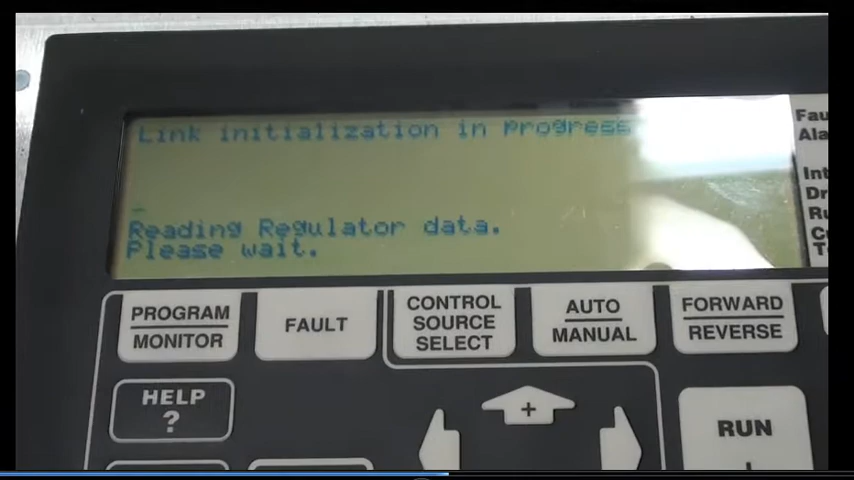 Link initialization in progress
Reading Regulator data.
Please wait.
PROGRAM
MONITOR
FAULT
CONTROL
SOURCE
SELECT
AUTO
MANUAL
FORWARD
REVERSE
HELP
?
+
RUN